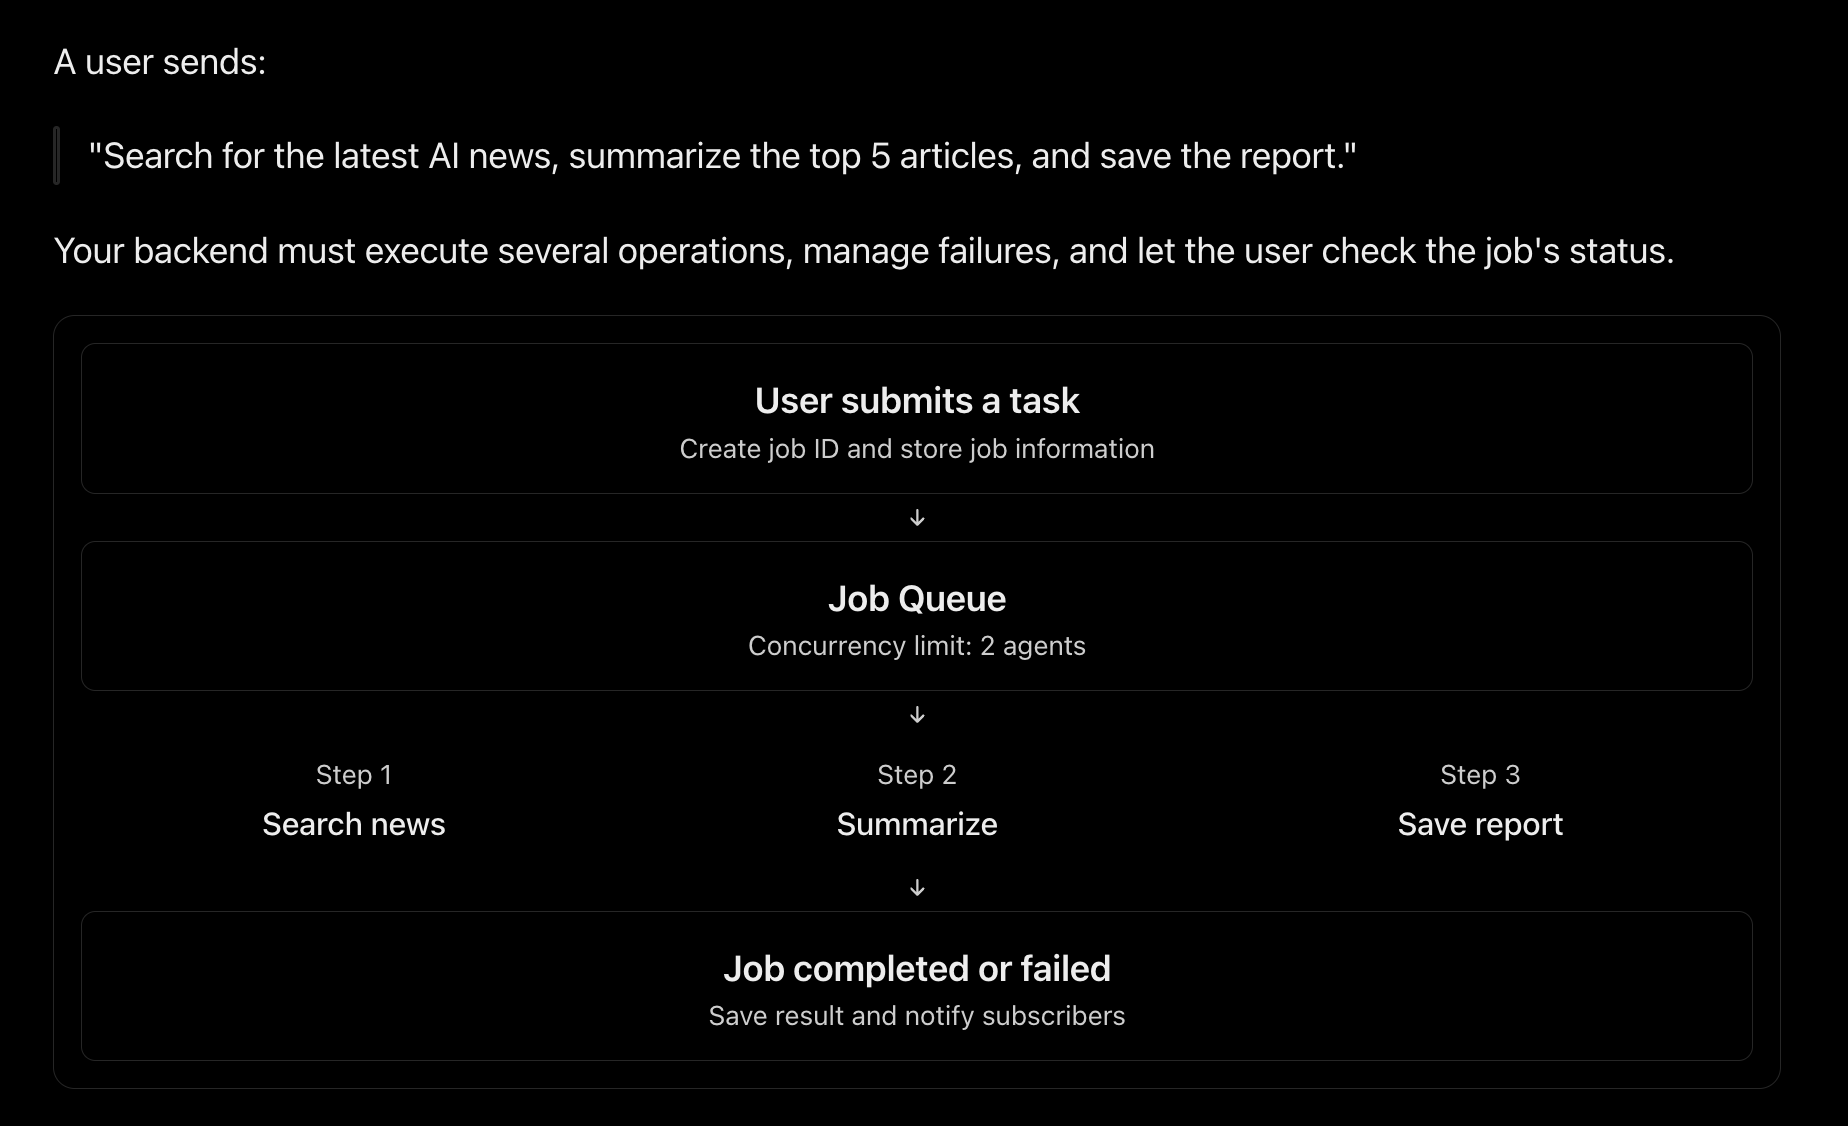 A user sends:
"Search for the latest AI news, summarize the top 5 articles, and save the report."
Your backend must execute several operations, manage failures, and let the user check the job's status.
User submits a task
Create job ID and store job information
↓
Job Queue
Concurrency limit: 2 agents
↓
Step 1
Search news
Step 2
Summarize
Step 3
Save report
↓
Job completed or failed
Save result and notify subscribers